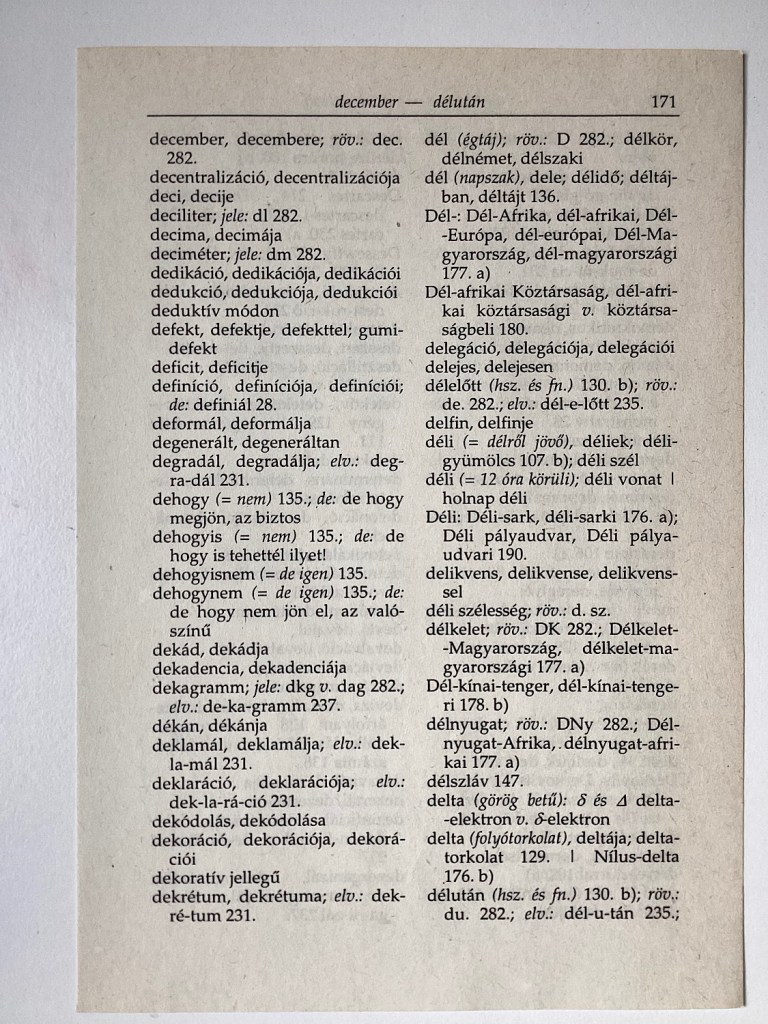 december — délután 171
december, decembere; röv.: dec.
282.
decentralizáció, decentralizációja
deci, decije
deciliter; jele: dl 282.
decima, decimája
deciméter; jele: dm 282.
dedikáció, dedikációja, dedikációi
dedukció, dedukciója, dedukciói
deduktív módon
defekt, defektje, defekttel; gumi-
defekt
deficit, deficitje
definíció, definíciója, definíciói;
de: definiál 28.
deformál, deformálja
degenerált, degeneráltan
degradál, degradálja; elv.: deg-
ra-dál 231.
dehogy (= nem) 135.; de: de hogy
megjön, az biztos
dehogyis (= nem) 135.; de: de
hogy is tehettél ilyet!
dehogyisnem (= de igen) 135.
dehogynem (= de igen) 135.; de:
de hogy nem jön el, az való-
színű
dekád, dekádja
dekadencia, dekadenciája
dekagramm; jele: dkg v. dag 282.;
elv.: de-ka-gramm 237.
dékán, dékánja
deklamál, deklamálja; elv.: dek-
la-mál 231.
deklaráció, deklarációja; elv.:
dek-la-rá-ció 231.
dekódolás, dekódolása
dekoráció, dekorációja, dekorá-
ciói
dekoratív jellegű
dekrétum, dekrétuma; elv.: dek-
ré-tum 231.
dél (égtáj); röv.: D 282.; délkör,
délnémet, délszaki
dél (napszak), dele; délidő; déltáj-
ban, déltájt 136.
Dél-: Dél-Afrika, dél-afrikai, Dél-
-Európa, dél-európai, Dél-Ma-
gyarország, dél-magyarországi
177. a)
Dél-afrikai Köztársaság, dél-afri-
kai köztársasági v. köztársa-
ságbeli 180.
delegáció, delegációja, delegációi
delejes, delejesen
délelőtt (hsz. és fn.) 130. b); röv.:
de. 282.; elv.: dél-e-lőtt 235.
delfin, delfinje
déli (= délről jövő), déliek; déli-
gyümölcs 107. b); déli szél
déli (= 12 óra körüli); déli vonat |
holnap déli
Déli: Déli-sark, déli-sarki 176. a);
Déli pályaudvar, Déli pálya-
udvari 190.
delikvens, delikvense, delikvens-
sel
déli szélesség; röv.: d. sz.
délkelet; röv.: DK 282.; Délkelet-
-Magyarország, délkelet-ma-
gyarországi 177. a)
Dél-kínai-tenger, dél-kínai-tenge-
ri 178. b)
délnyugat; röv.: DNy 282.; Dél-
nyugat-Afrika, délnyugat-afri-
kai 177. a)
délszláv 147.
delta (görög betű): δ és Δ delta-
-elektron v. δ-elektron
delta (folyótorkolat), deltája; delta-
torkolat 129. | Nílus-delta
176. b)
délután (hsz. és fn.) 130. b); röv.:
du. 282.; elv.: dél-u-tán 235.;